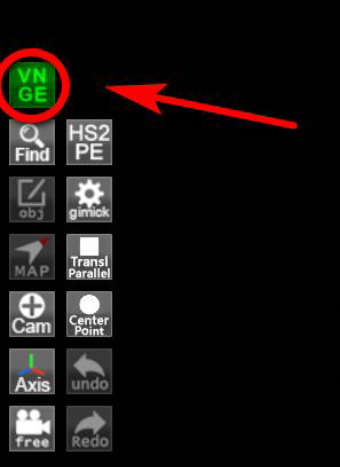 VN
GE
Find
HS2
PE
obj
gimick
MAP
Transl
Parallel
Cam
Center
Point
Axis
undo
free
Redo